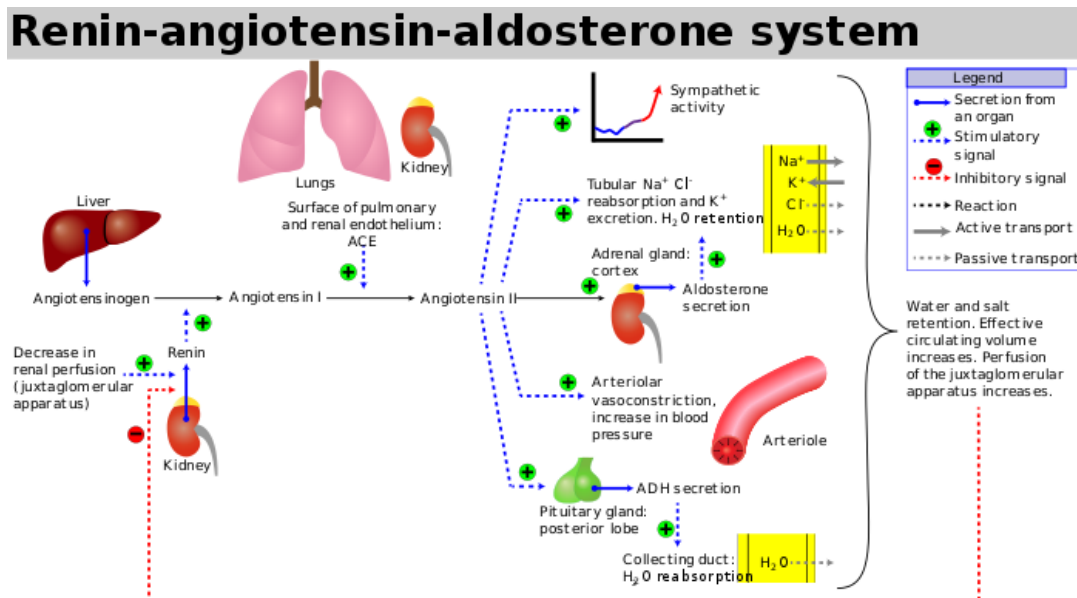 Renin-angiotensin-aldosterone system
Legend
Secretion from
an organ
Stimulatory
signal
Inhibitory signal
Reaction
Active transport
Passive transport
Liver
Lungs
Kidney
Surface of pulmonary
and renal endothelium:
ACE
Angiotensinogen
Angiotensin I
Angiotensin II
Decrease in
renal perfusion
(juxtaglomerular
apparatus)
Renin
Kidney
Sympathetic
activity
Tubular Na⁺ Cl⁻
reabsorption and K⁺
excretion. H₂O retention
Na⁺
K⁺
Cl⁻
H₂O
Adrenal gland:
cortex
Aldosterone
secretion
Arteriolar
vasoconstriction,
increase in blood
pressure
Arteriole
ADH secretion
Pituitary gland:
posterior lobe
Collecting duct:
H₂O reabsorption
H₂O
Water and salt
retention. Effective
circulating volume
increases. Perfusion
of the juxtaglomerular
apparatus increases.